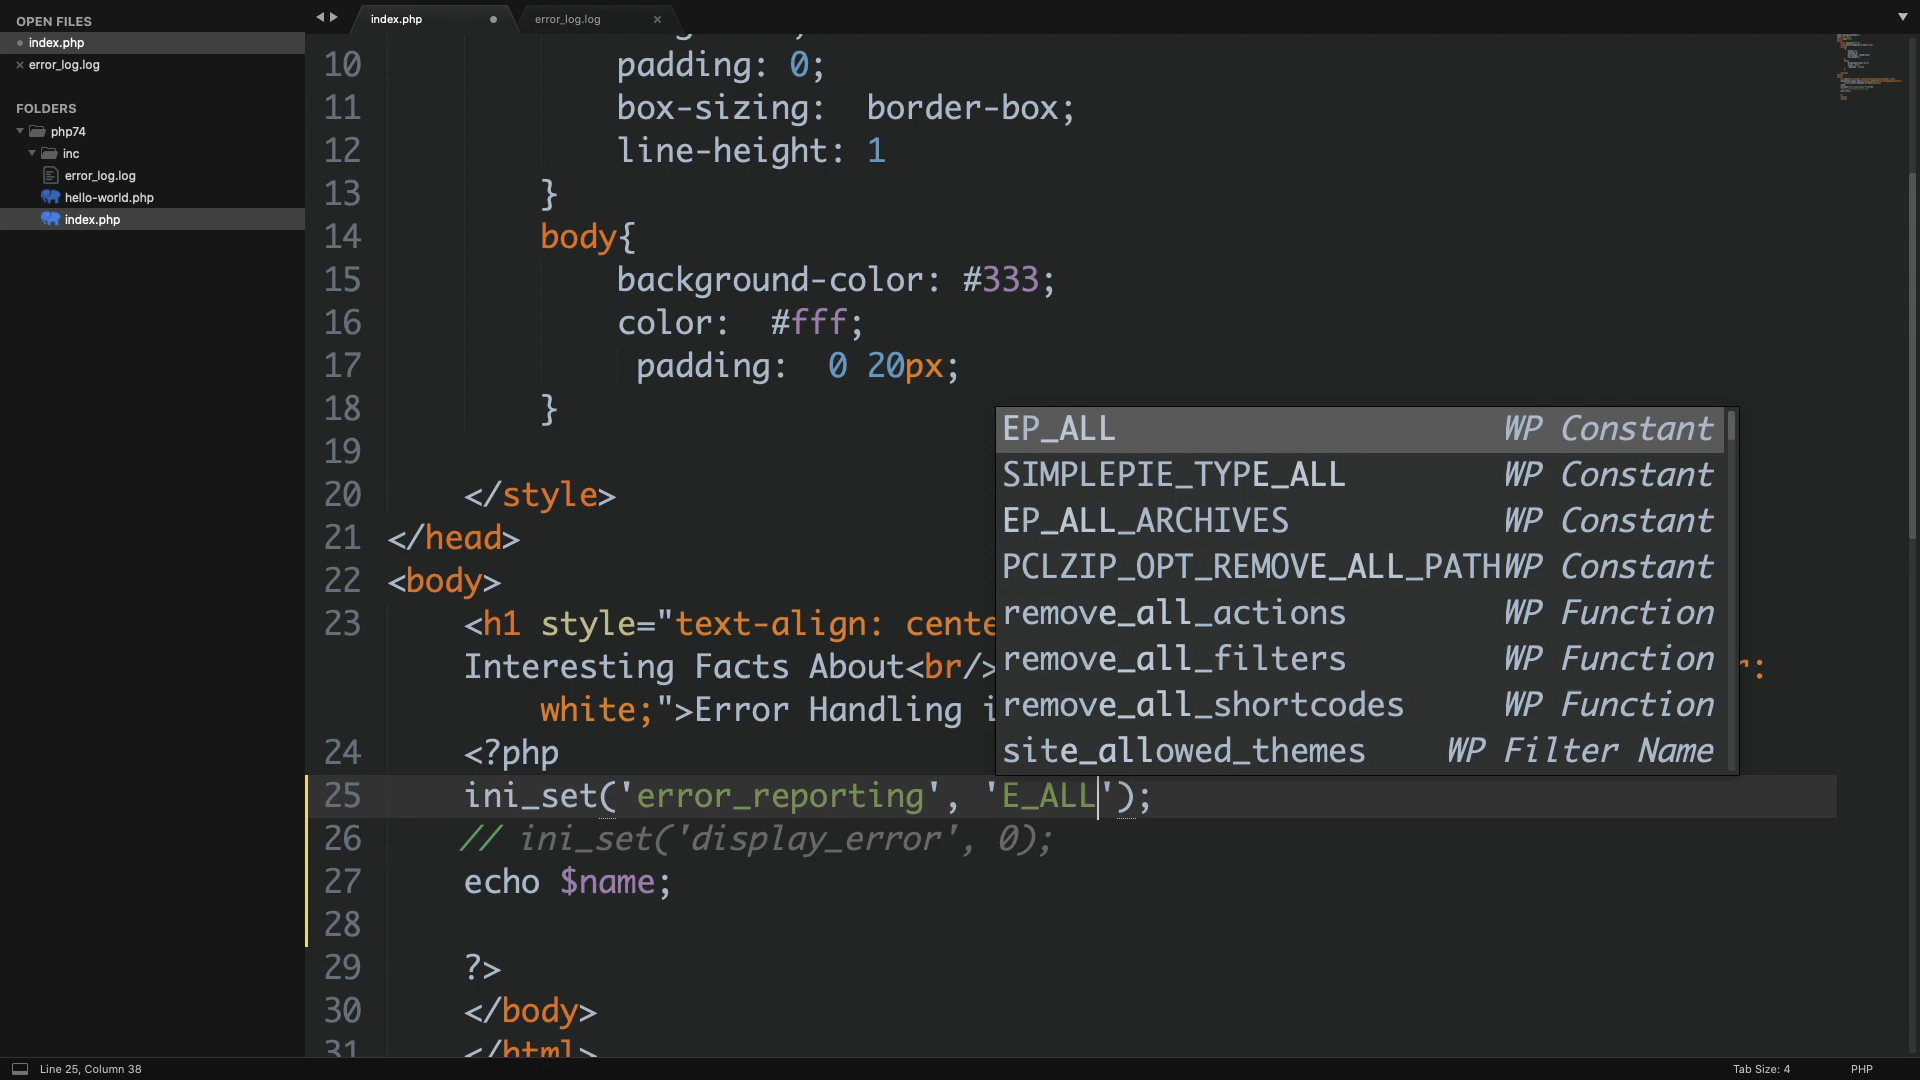 OPEN FILES
index.php
error_log.log
FOLDERS
php74
inc
error_log.log
hello-world.php
index.php
index.php
error_log.log
10 padding: 0;
11 box-sizing:  border-box;
12 line-height: 1
13 }
14 body{
15 background-color: #333;
16 color:  #fff;
17 padding:  0 20px;
18 }
19
20 </style>
21 </head>
22 <body>
23 <h1 style="text-align: cente
Interesting Facts About<br/>
white;">Error Handling i
24 <?php
25 ini_set('error_reporting', 'E_ALL');
26 // ini_set('display_error', 0);
27 echo $name;
28
29 ?>
30 </body>
31 </html>
EP_ALL WP Constant
SIMPLEPIE_TYPE_ALL WP Constant
EP_ALL_ARCHIVES WP Constant
PCLZIP_OPT_REMOVE_ALL_PATH WP Constant
remove_all_actions WP Function
remove_all_filters WP Function
remove_all_shortcodes WP Function
site_allowed_themes WP Filter Name
Line 25, Column 38
Tab Size: 4
PHP